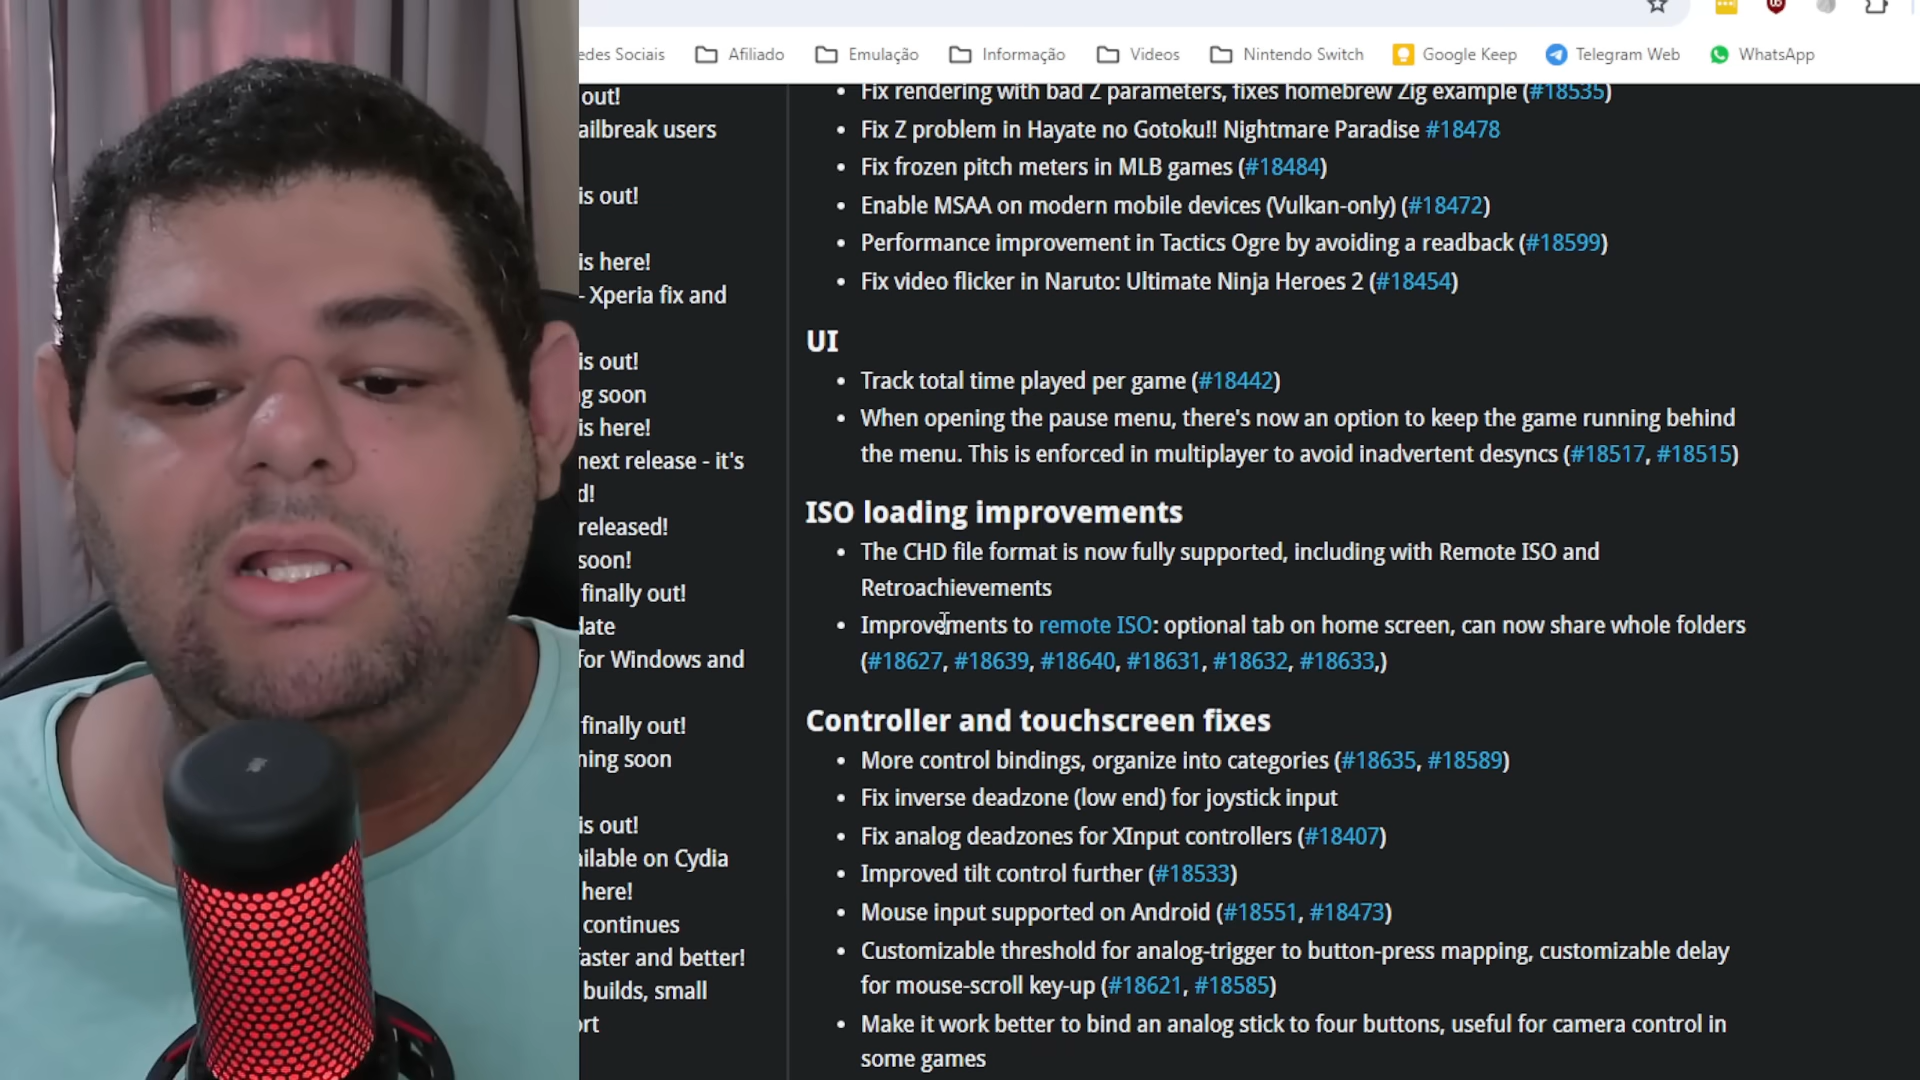 edes Sociais
Afiliado
Emulação
Informação
Videos
Nintendo Switch
Google Keep
Telegram Web
WhatsApp
out!
ailbreak users
is out!
is here!
- Xperia fix and
is out!
g soon
is here!
next release - it's
d!
released!
soon!
finally out!
date
for Windows and
finally out!
ning soon
is out!
ailable on Cydia
here!
continues
faster and better!
builds, small
ort
• Fix rendering with bad Z parameters, fixes homebrew Zig example (#18535)
• Fix Z problem in Hayate no Gotoku!! Nightmare Paradise #18478
• Fix frozen pitch meters in MLB games (#18484)
• Enable MSAA on modern mobile devices (Vulkan-only) (#18472)
• Performance improvement in Tactics Ogre by avoiding a readback (#18599)
• Fix video flicker in Naruto: Ultimate Ninja Heroes 2 (#18454)
UI
• Track total time played per game (#18442)
• When opening the pause menu, there's now an option to keep the game running behind
the menu. This is enforced in multiplayer to avoid inadvertent desyncs (#18517, #18515)
ISO loading improvements
• The CHD file format is now fully supported, including with Remote ISO and
Retroachievements
• Improvements to remote ISO: optional tab on home screen, can now share whole folders
(#18627, #18639, #18640, #18631, #18632, #18633,)
Controller and touchscreen fixes
• More control bindings, organize into categories (#18635, #18589)
• Fix inverse deadzone (low end) for joystick input
• Fix analog deadzones for XInput controllers (#18407)
• Improved tilt control further (#18533)
• Mouse input supported on Android (#18551, #18473)
• Customizable threshold for analog-trigger to button-press mapping, customizable delay
for mouse-scroll key-up (#18621, #18585)
• Make it work better to bind an analog stick to four buttons, useful for camera control in
some games